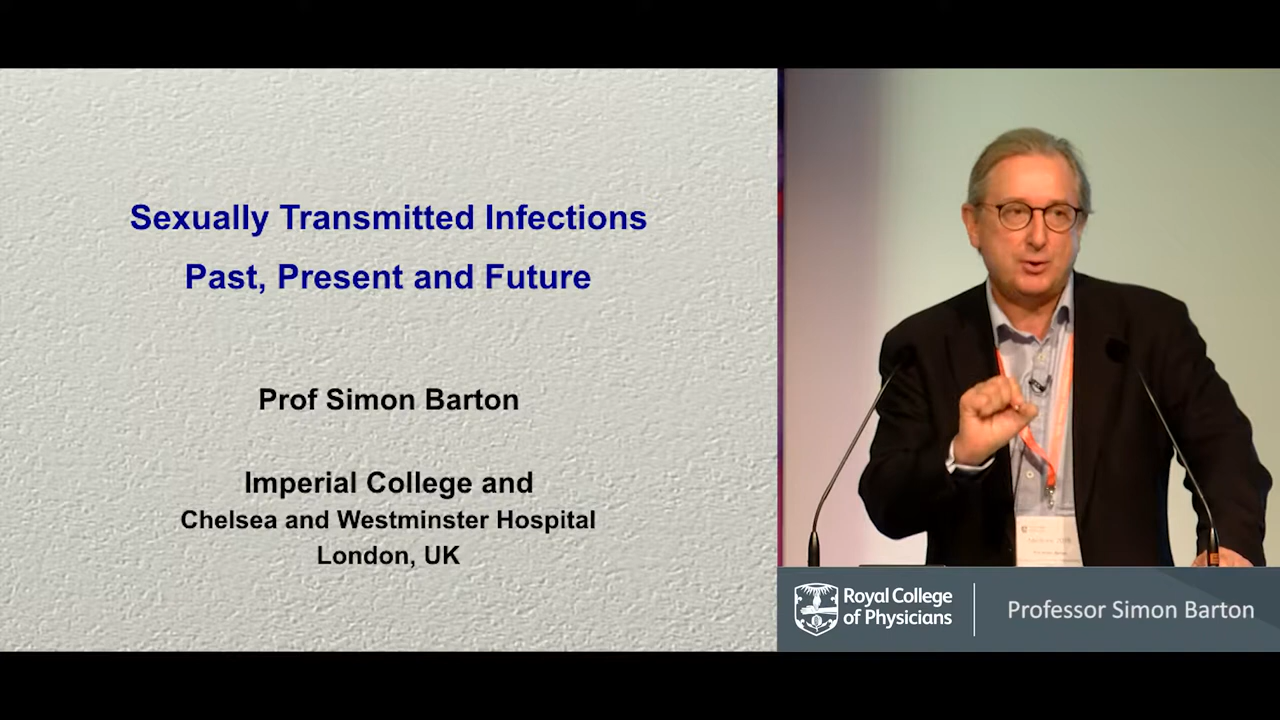 Sexually Transmitted Infections
Past, Present and Future
Prof Simon Barton
Imperial College and
Chelsea and Westminster Hospital
London, UK
Royal College
of Physicians
Professor Simon Barton